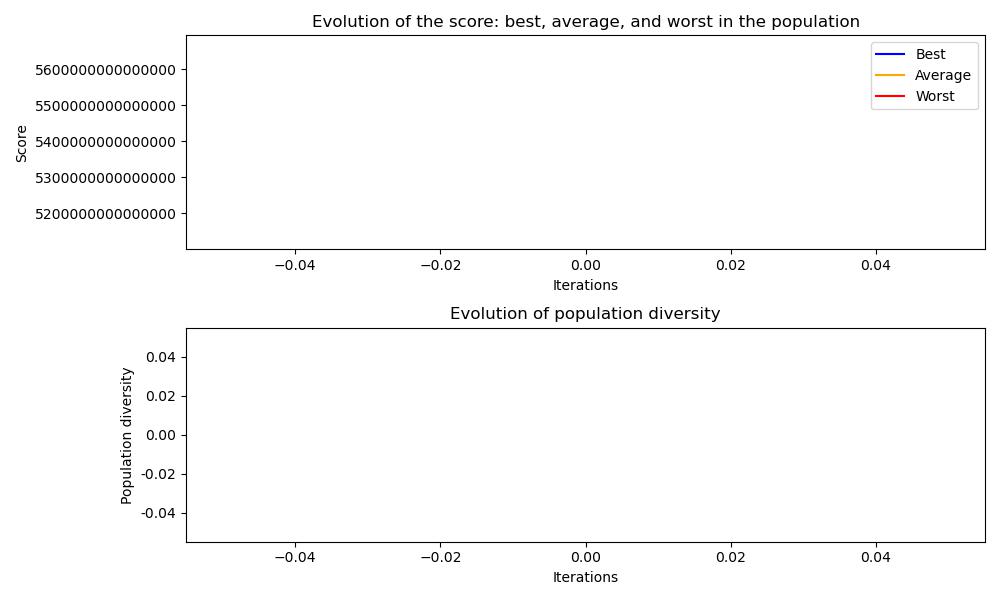 Evolution of the score: best, average, and worst in the population
Best
Average
Worst
Score
5600000000000000
5500000000000000
5400000000000000
5300000000000000
5200000000000000
−0.04 −0.02 0.00 0.02 0.04
Iterations
Evolution of population diversity
Population diversity
0.04
0.02
0.00
-0.02
-0.04
−0.04 −0.02 0.00 0.02 0.04
Iterations